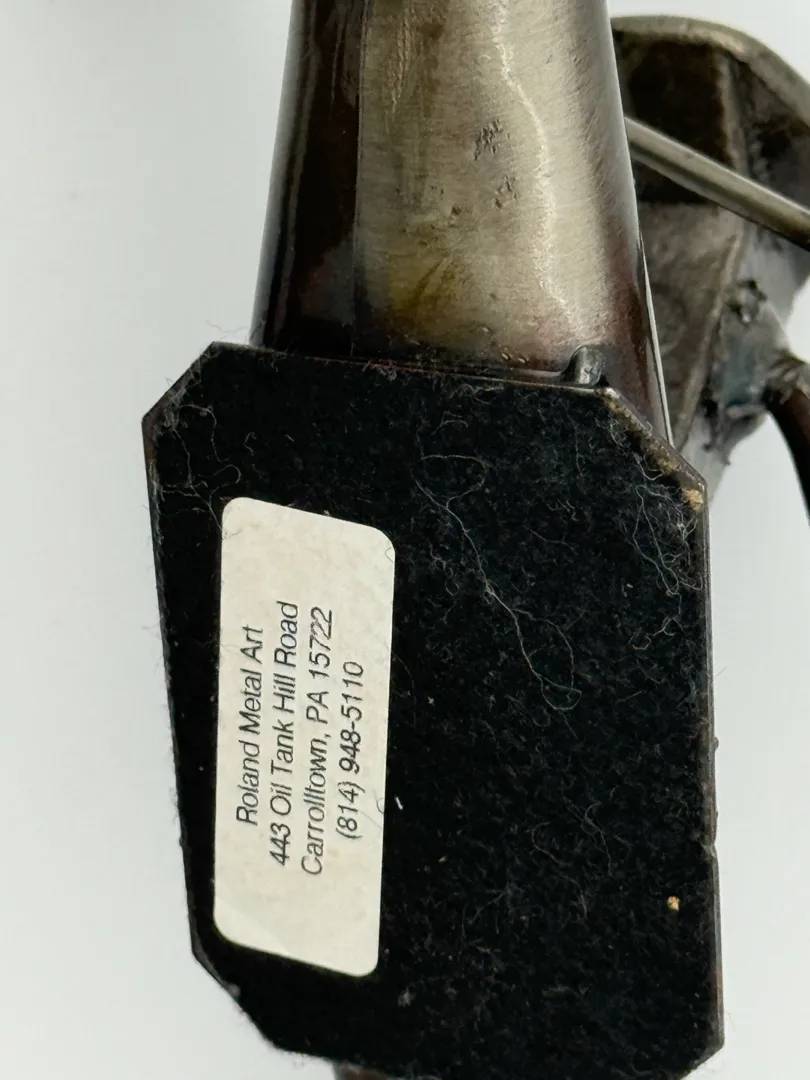 Roland Metal Art
443 Oil Tank Hill Road
Carrolltown, PA 15722
(814) 948-5110